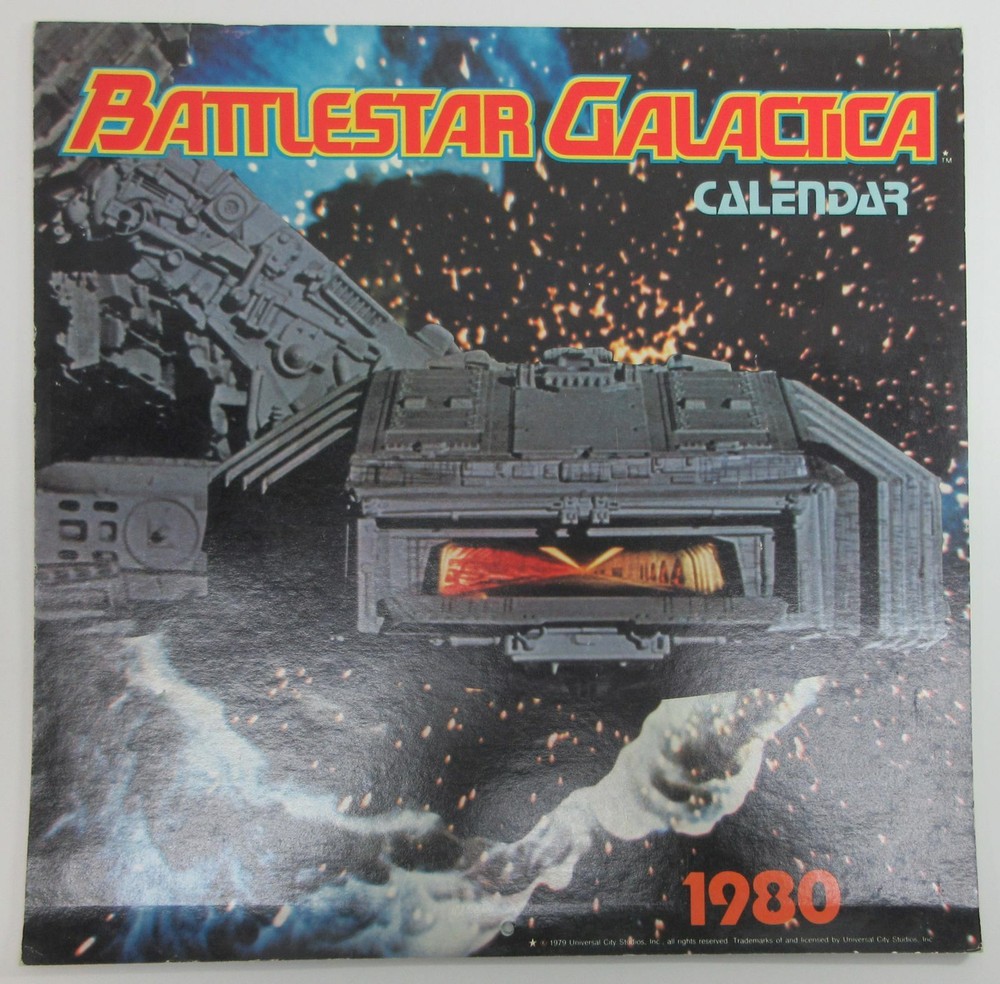 BATTLESTAR GALACTICA ★ TM
CALENDAR
1980
★ © 1979 Universal City Studios, Inc., all rights reserved. Trademarks of and licensed by Universal City Studios, Inc.